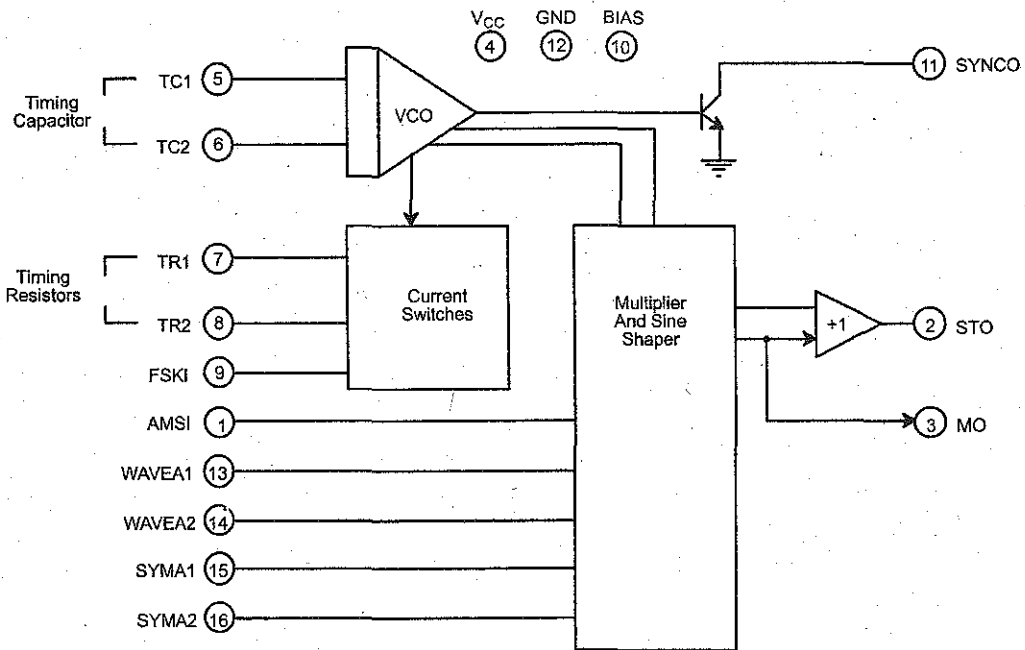 VCC GND BIAS
4 12 10
TC1 5
11 SYNCO
Timing
Capacitor
VCO
TC2 6
TR1 7
Timing
Resistors
Current
Switches
Multiplier
And Sine
Shaper
TR2 8
+1
2 STO
FSKI 9
AMSI 1
3 MO
WAVEA1 13
WAVEA2 14
SYMA1 15
SYMA2 16